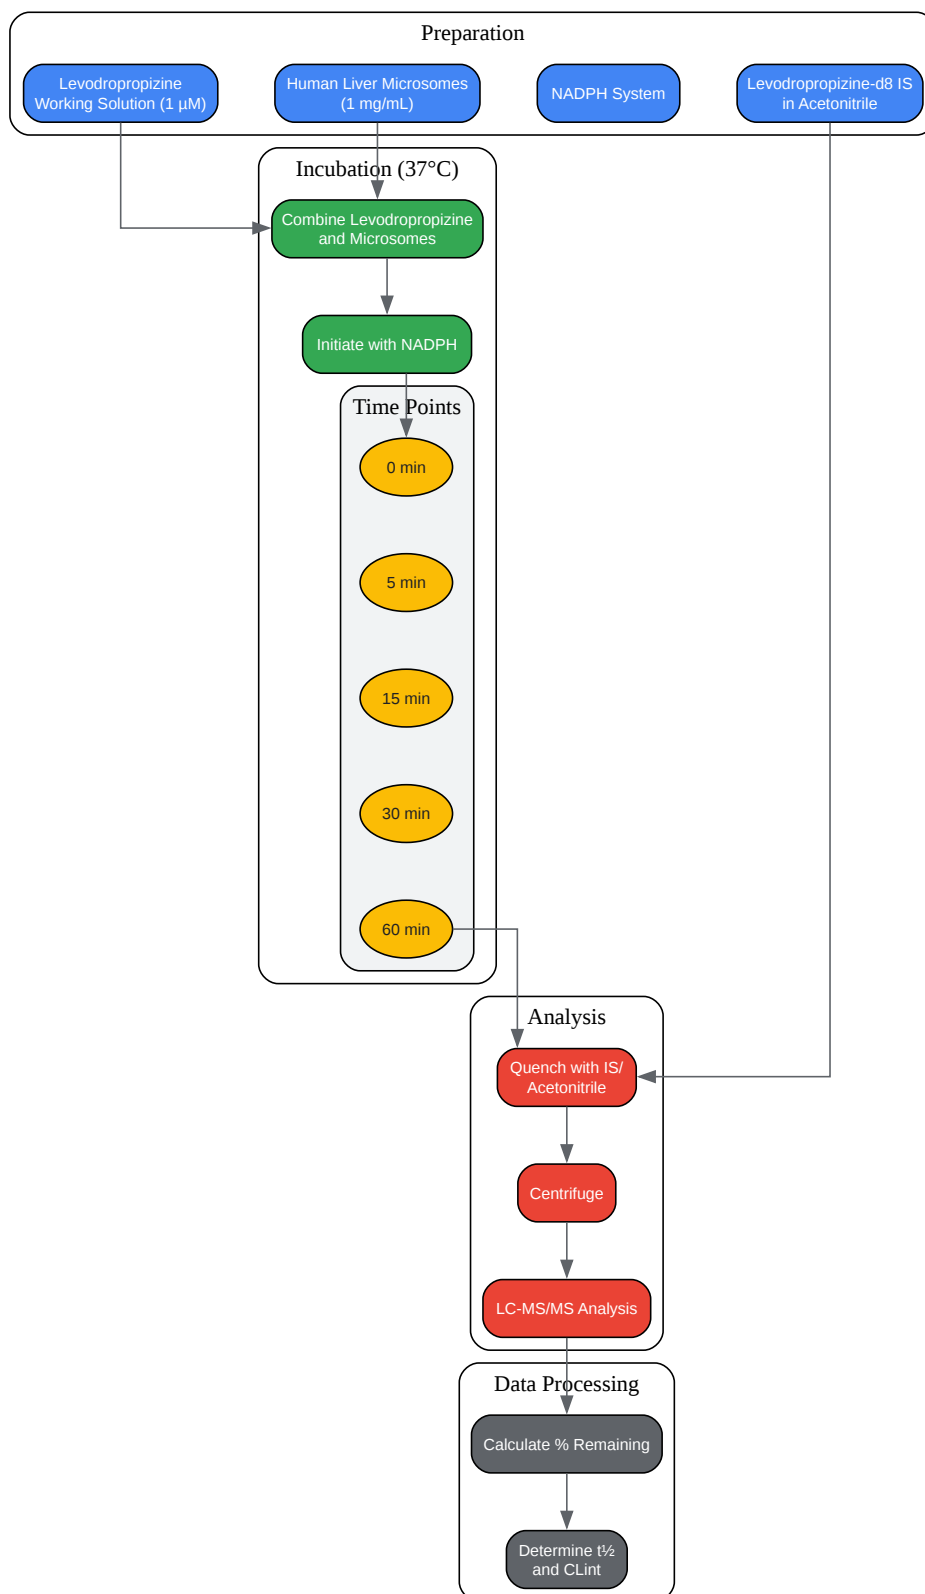 Preparation
Levodropropizine
Working Solution (1 µM)
Human Liver Microsomes
(1 mg/mL)
NADPH System
Levodropropizine-d8 IS
in Acetonitrile
Incubation (37°C)
Combine Levodropropizine
and Microsomes
Initiate with NADPH
Time Points
0 min
5 min
15 min
30 min
60 min
Analysis
Quench with IS/
Acetonitrile
Centrifuge
LC-MS/MS Analysis
Data Processing
Calculate % Remaining
Determine t½
and CLint